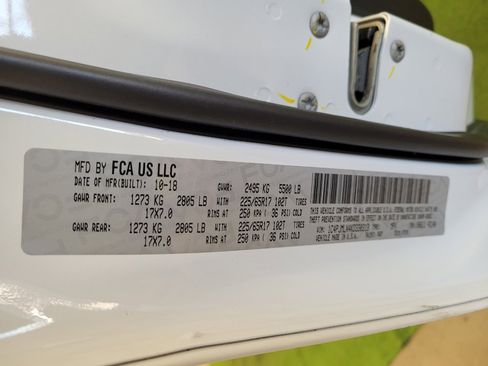 MFD BY FCA US LLC
DATE OF MFR(BUILT): 10-18 GVWR: 2495 KG 5500 LB
GAWR FRONT: 1273 KG 2805 LB TIRES 225/65R17 102T
17X7.0 RIMS AT 250 KPA ( 36 PSI) COLD
GAWR REAR: 1273 KG 2805 LB TIRES 225/65R17 102T
17X7.0 RIMS AT 250 KPA ( 36 PSI) COLD
THIS VEHICLE CONFORMS TO ALL APPLICABLE U.S.A. FEDERAL MOTOR VEHICLE
SAFETY, BUMPER, AND
THEFT PREVENTION STANDARDS IN EFFECT ON THE DATE OF MANUFACTURE SHOWN ABOVE.
VIN:
MADE IN U.S.A.